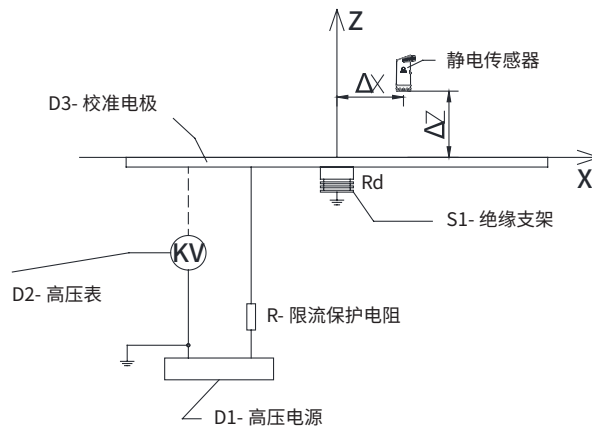 Z
静电传感器
ΔX
D3- 校准电极
ΔZ
X
Rd
S1- 绝缘支架
KV
D2- 高压表
R- 限流保护电阻
D1- 高压电源